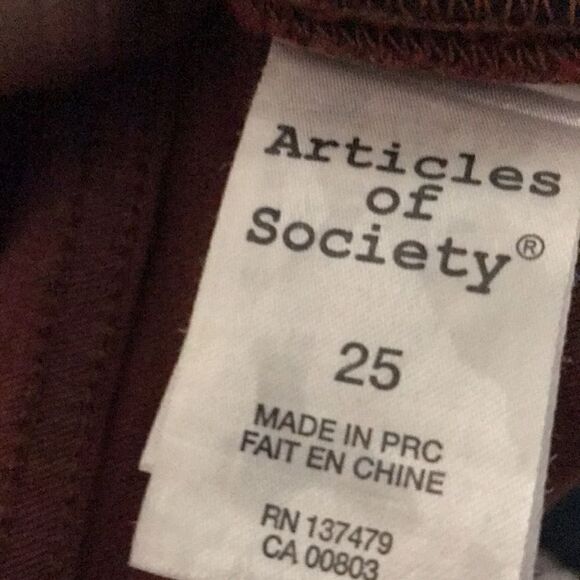 Articles
of
Society®
25
MADE IN PRC
FAIT EN CHINE
RN 137479
CA 00803